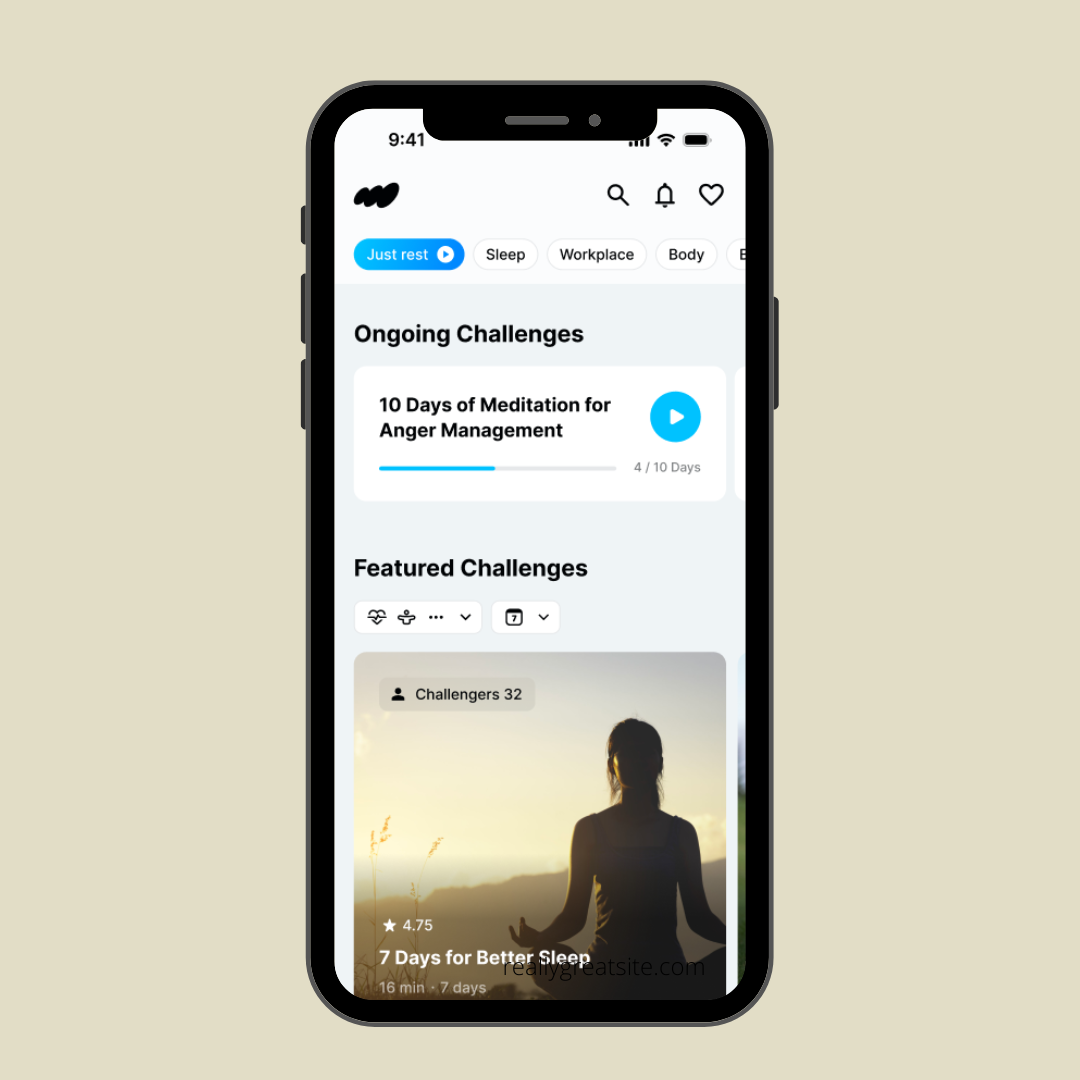 9:41
Just rest
Sleep
Workplace
Body
Ongoing Challenges
10 Days of Meditation for
Anger Management
4 / 10 Days
Featured Challenges
7
Challengers 32
4.75
7 Days for Better Sleep
reallygreatsite.com
16 min · 7 days